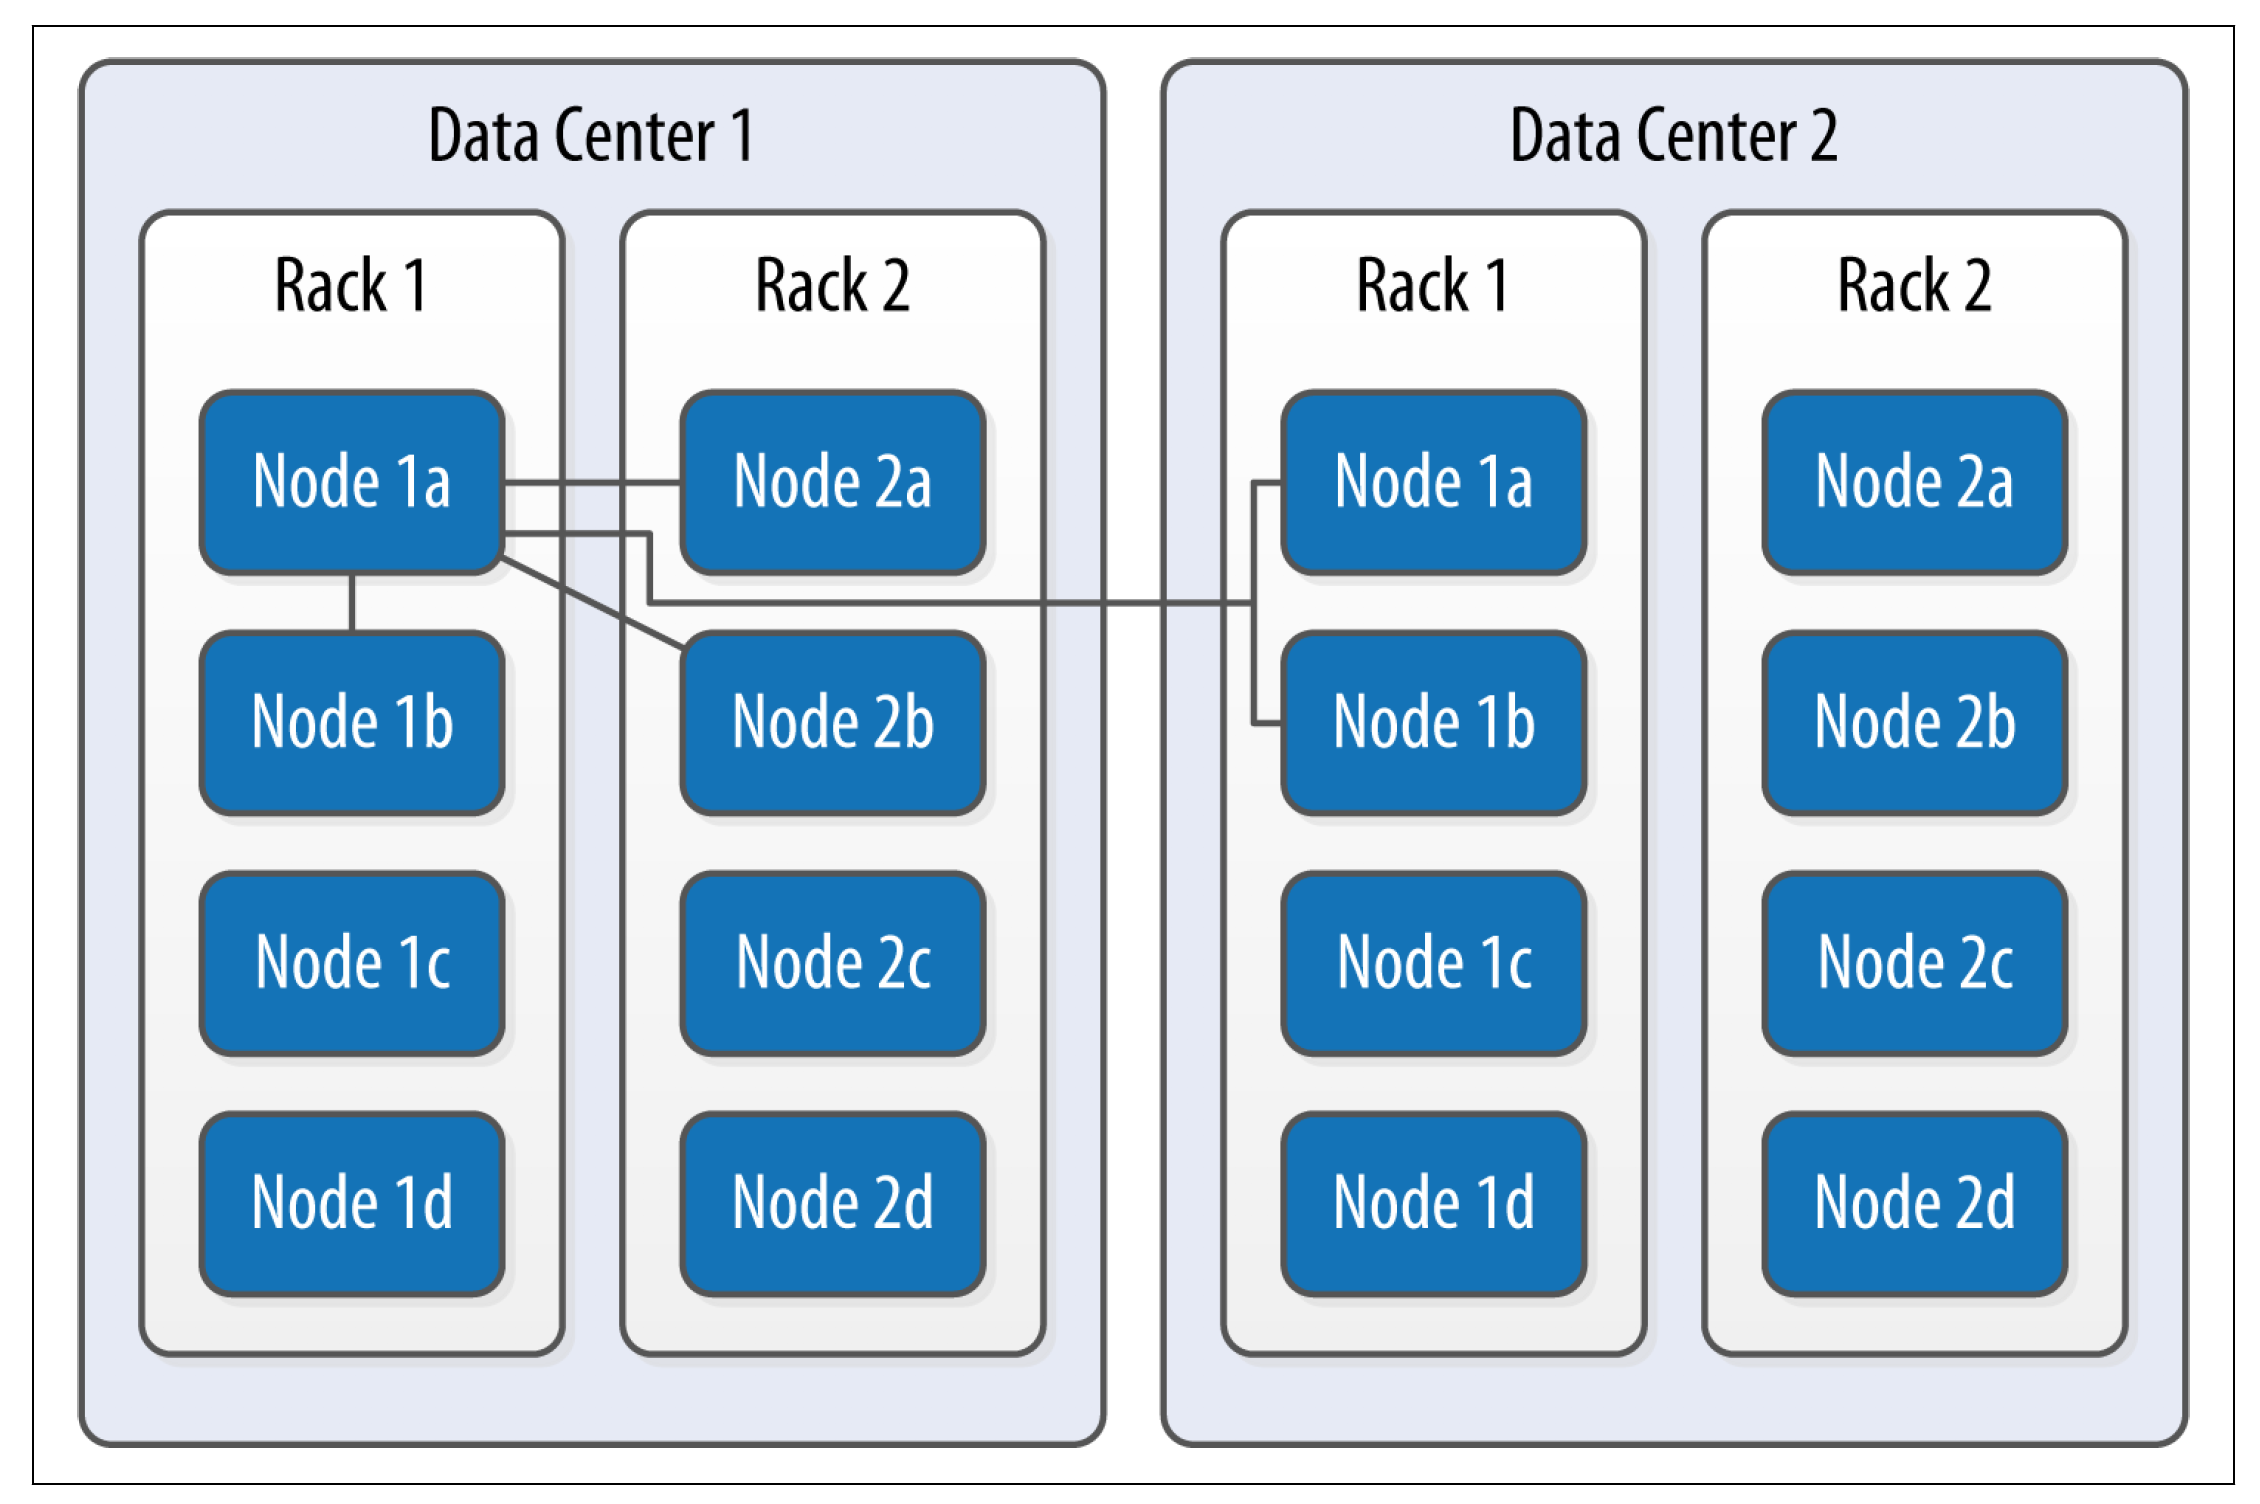 Data Center 1
Rack 1
Node 1a
Node 1b
Node 1c
Node 1d
Rack 2
Node 2a
Node 2b
Node 2c
Node 2d
Data Center 2
Rack 1
Node 1a
Node 1b
Node 1c
Node 1d
Rack 2
Node 2a
Node 2b
Node 2c
Node 2d